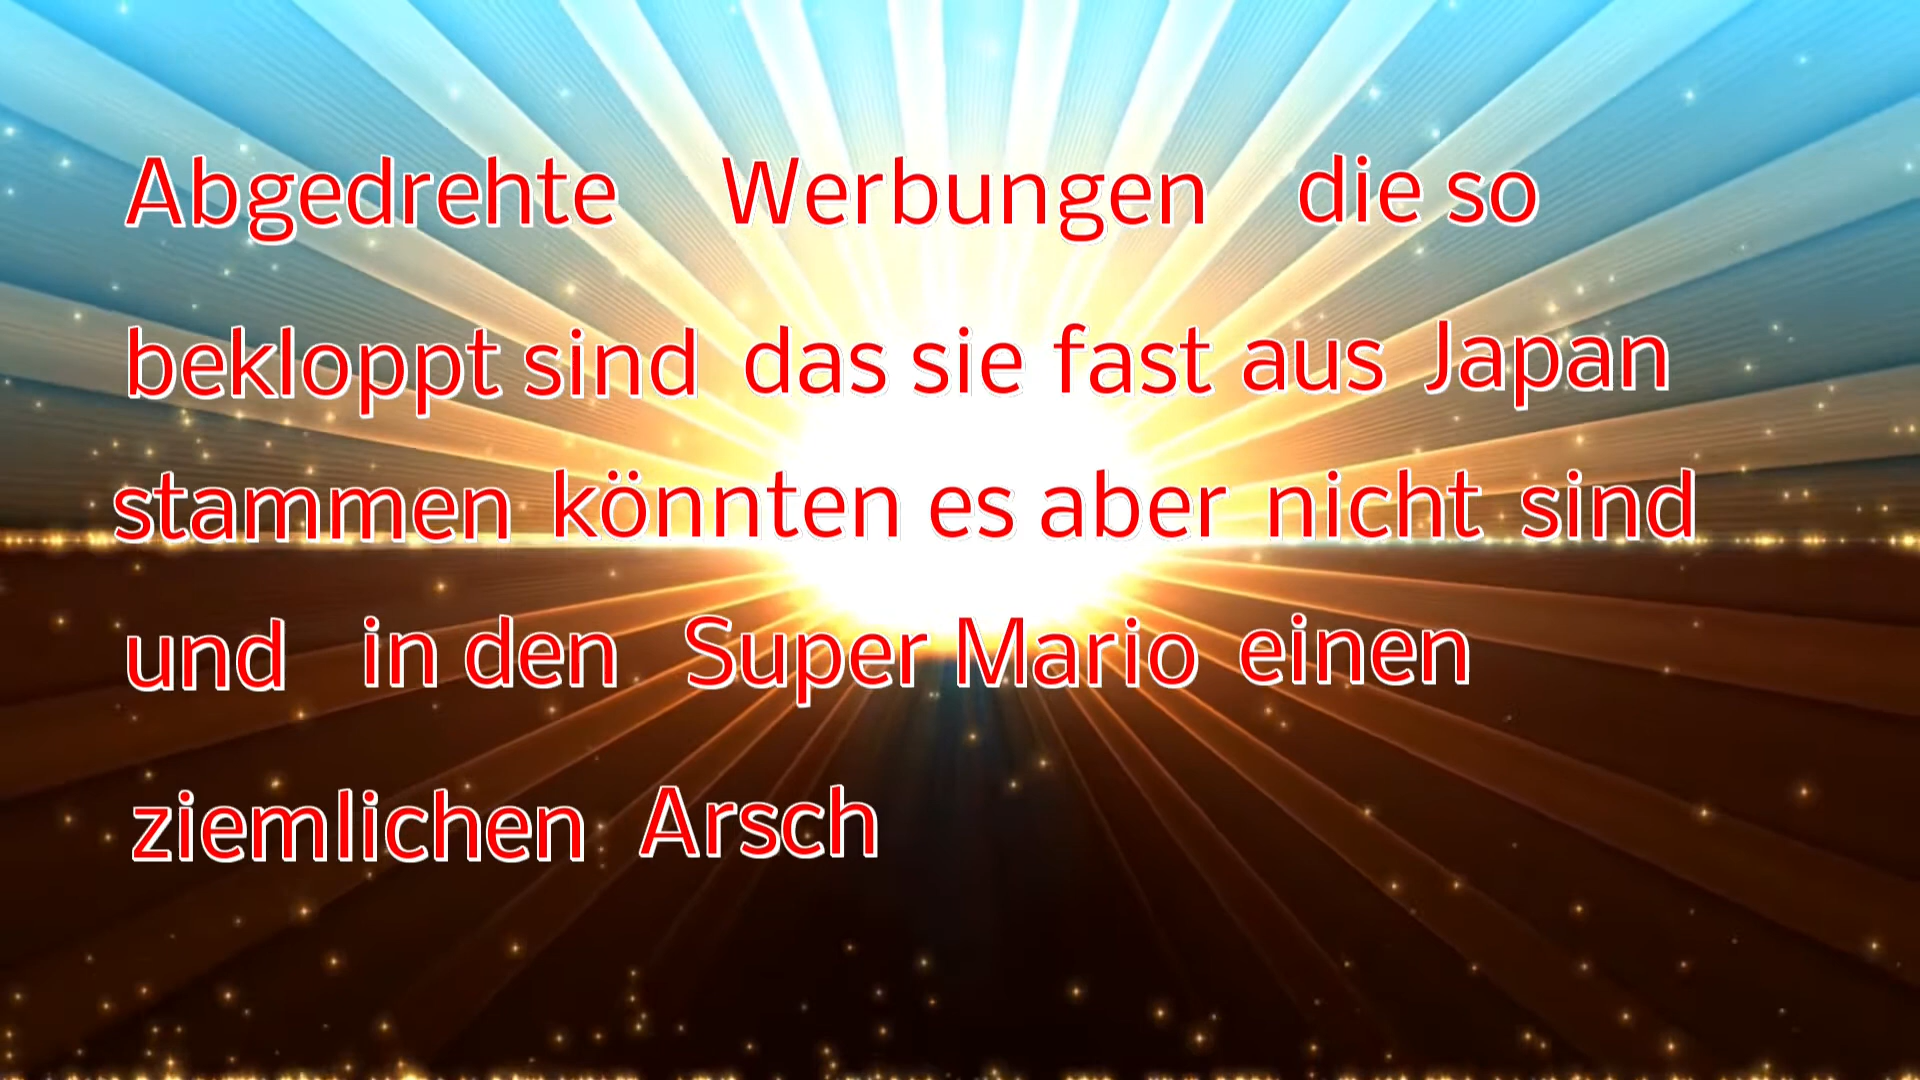 Abgedrehte Werbungen die so
bekloppt sind das sie fast aus Japan
stammen könnten es aber nicht sind
und in den Super Mario einen
ziemlichen Arsch